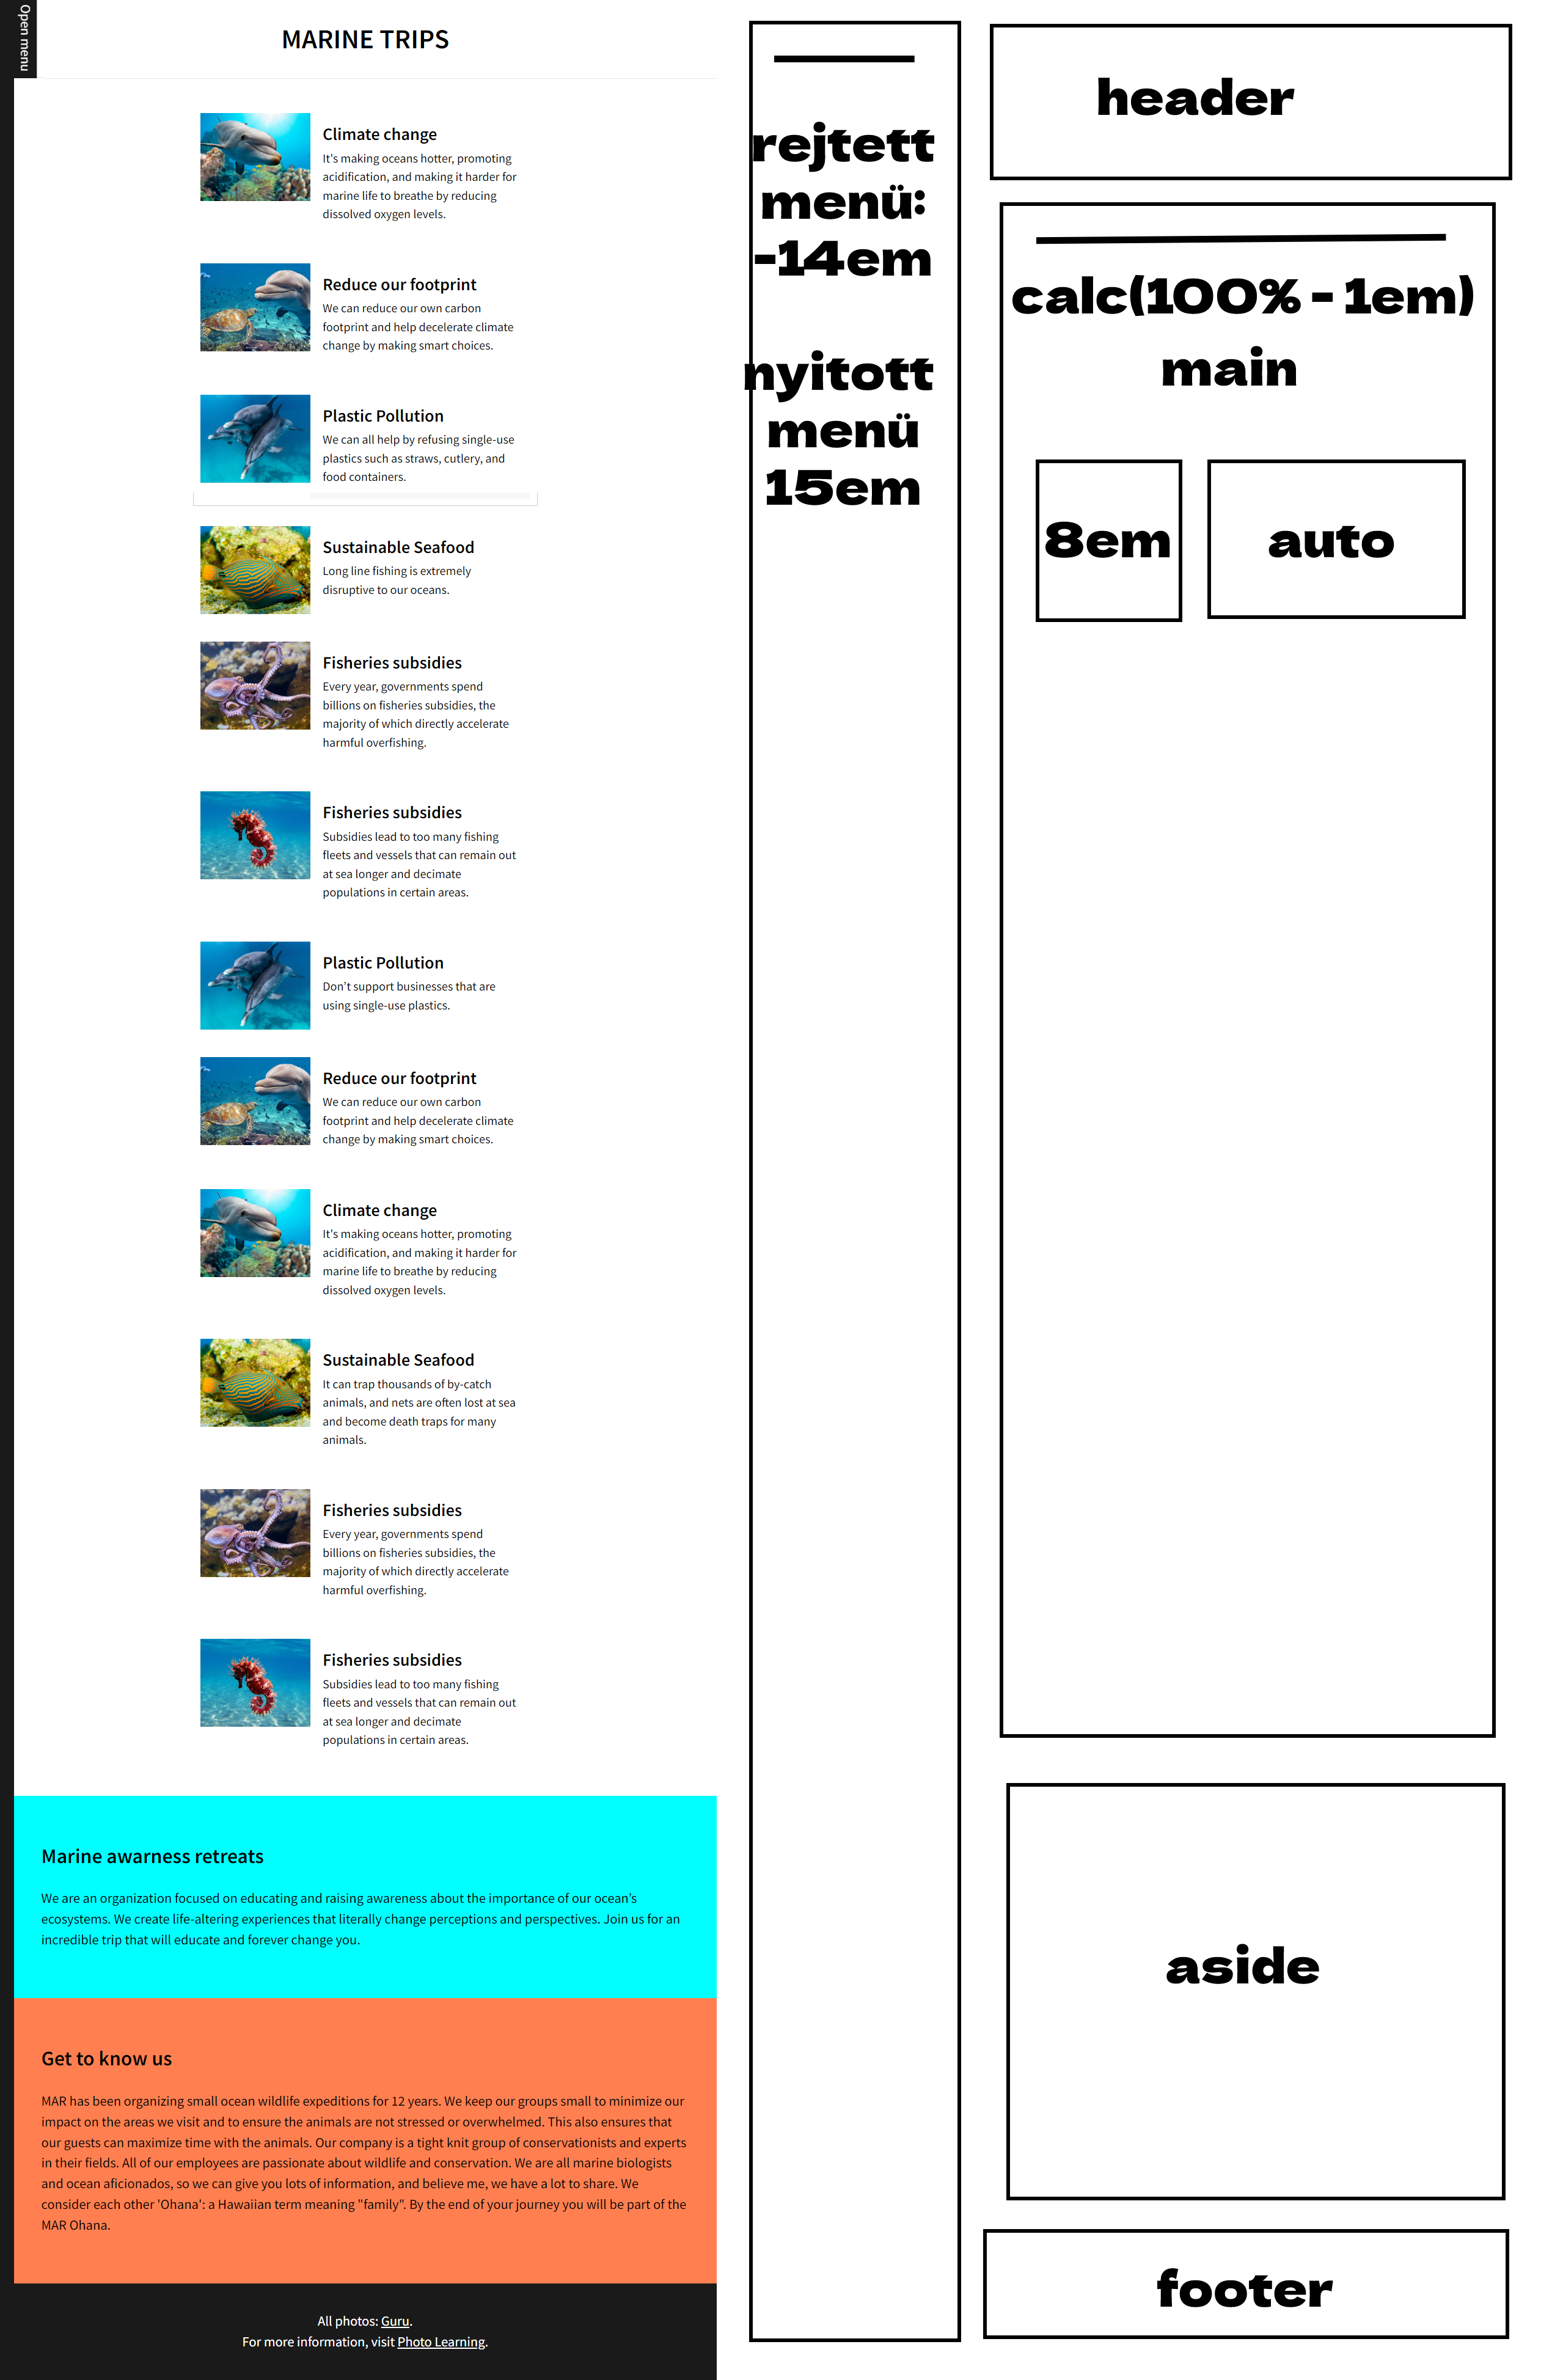 Open menu
MARINE TRIPS
Climate change
It's making oceans hotter, promoting
acidification, and making it harder for
marine life to breathe by reducing
dissolved oxygen levels.
Reduce our footprint
We can reduce our own carbon
footprint and help decelerate climate
change by making smart choices.
Plastic Pollution
We can all help by refusing single-use
plastics such as straws, cutlery, and
food containers.
Sustainable Seafood
Long line fishing is extremely
disruptive to our oceans.
Fisheries subsidies
Every year, governments spend
billions on fisheries subsidies, the
majority of which directly accelerate
harmful overfishing.
Fisheries subsidies
Subsidies lead to too many fishing
fleets and vessels that can remain out
at sea longer and decimate
populations in certain areas.
Plastic Pollution
Don't support businesses that are
using single-use plastics.
Reduce our footprint
We can reduce our own carbon
footprint and help decelerate climate
change by making smart choices.
Climate change
It's making oceans hotter, promoting
acidification, and making it harder for
marine life to breathe by reducing
dissolved oxygen levels.
Sustainable Seafood
It can trap thousands of by-catch
animals, and nets are often lost at sea
and become death traps for many
animals.
Fisheries subsidies
Every year, governments spend
billions on fisheries subsidies, the
majority of which directly accelerate
harmful overfishing.
Fisheries subsidies
Subsidies lead to too many fishing
fleets and vessels that can remain out
at sea longer and decimate
populations in certain areas.
Marine awarness retreats
We are an organization focused on educating and raising awareness about the importance of our ocean's
ecosystems. We create life-altering experiences that literally change perceptions and perspectives. Join us for an
incredible trip that will educate and forever change you.
Get to know us
MAR has been organizing small ocean wildlife expeditions for 12 years. We keep our groups small to minimize our
impact on the areas we visit and to ensure the animals are not stressed or overwhelmed. This also ensures that
our guests can maximize time with the animals. Our company is a tight knit group of conservationists and experts
in their fields. All of our employees are passionate about wildlife and conservation. We are all marine biologists
and ocean aficionados, so we can give you lots of information, and believe me, we have a lot to share. We
consider each other 'Ohana': a Hawaiian term meaning "family". By the end of your journey you will be part of the
MAR Ohana.
All photos: Guru.
For more information, visit Photo Learning.
rejtett
menü:
-14em
nyitott
menü
15em
header
calc(100% - 1em)
main
8em
auto
aside
footer